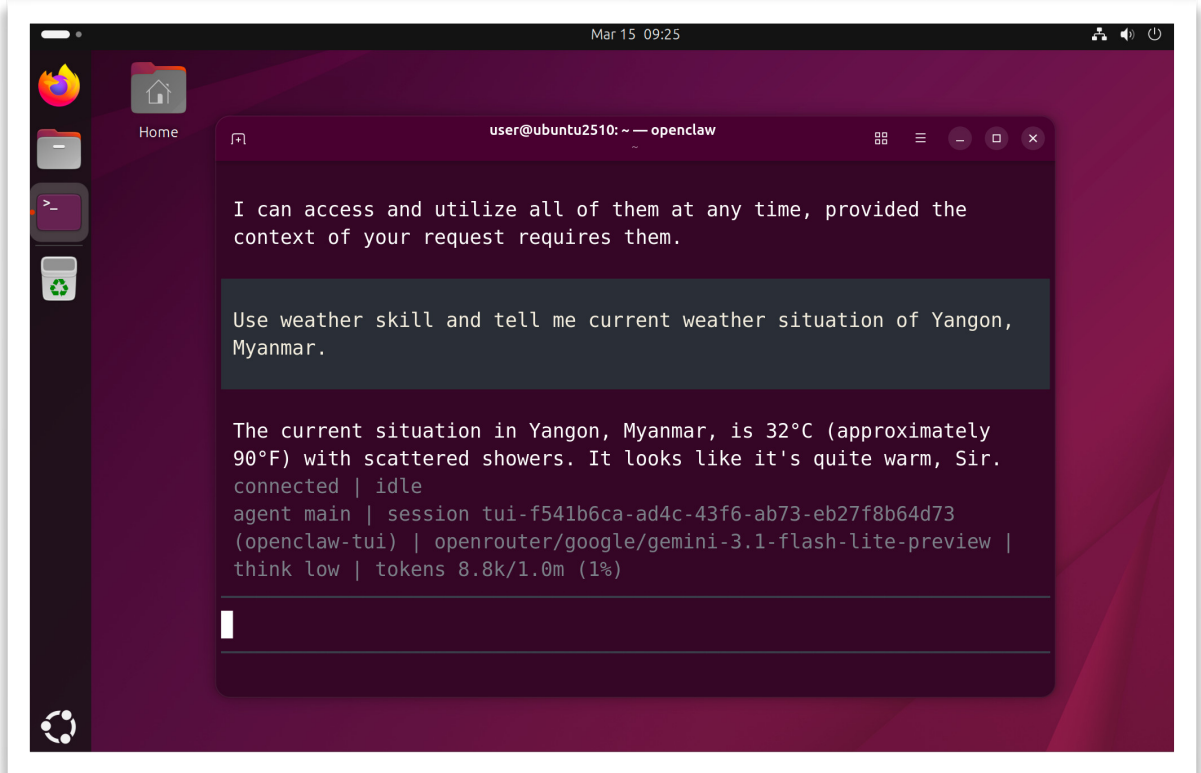 Mar 15 09:25
Home
user@ubuntu2510: ~ — openclaw
~
I can access and utilize all of them at any time, provided the
context of your request requires them.
Use weather skill and tell me current weather situation of Yangon,
Myanmar.
The current situation in Yangon, Myanmar, is 32°C (approximately
90°F) with scattered showers. It looks like it's quite warm, Sir.
connected | idle
agent main | session tui-f541b6ca-ad4c-43f6-ab73-eb27f8b64d73
(openclaw-tui) | openrouter/google/gemini-3.1-flash-lite-preview |
think low | tokens 8.8k/1.0m (1%)